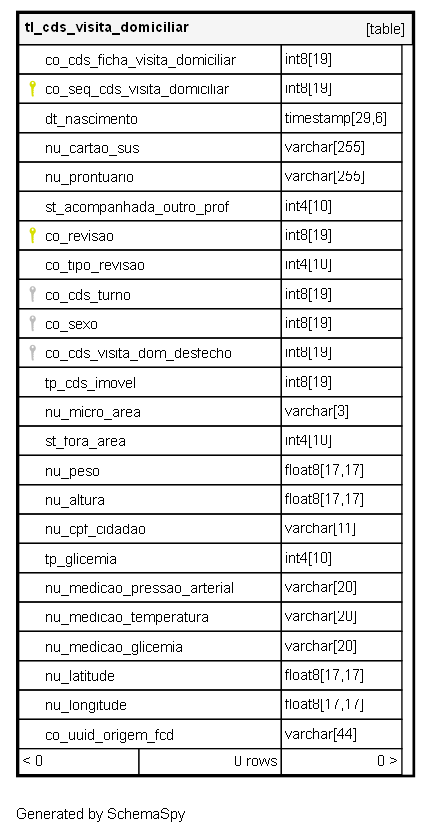 tl_cds_visita_domiciliar [table]
co_cds_ficha_visita_domiciliar int8[19]
co_seq_cds_visita_domiciliar int8[19]
dt_nascimento timestamp[29,6]
nu_cartao_sus varchar[255]
nu_prontuario varchar[255]
st_acompanhada_outro_prof int4[10]
co_revisao int8[19]
co_tipo_revisao int4[10]
co_cds_turno int8[19]
co_sexo int8[19]
co_cds_visita_dom_desfecho int8[19]
tp_cds_imovel int8[19]
nu_micro_area varchar[3]
st_fora_area int4[10]
nu_peso float8[17,17]
nu_altura float8[17,17]
nu_cpf_cidadao varchar[11]
tp_glicemia int4[10]
nu_medicao_pressao_arterial varchar[20]
nu_medicao_temperatura varchar[20]
nu_medicao_glicemia varchar[20]
nu_latitude float8[17,17]
nu_longitude float8[17,17]
co_uuid_origem_fcd varchar[44]
< 0 0 rows 0 >
Generated by SchemaSpy